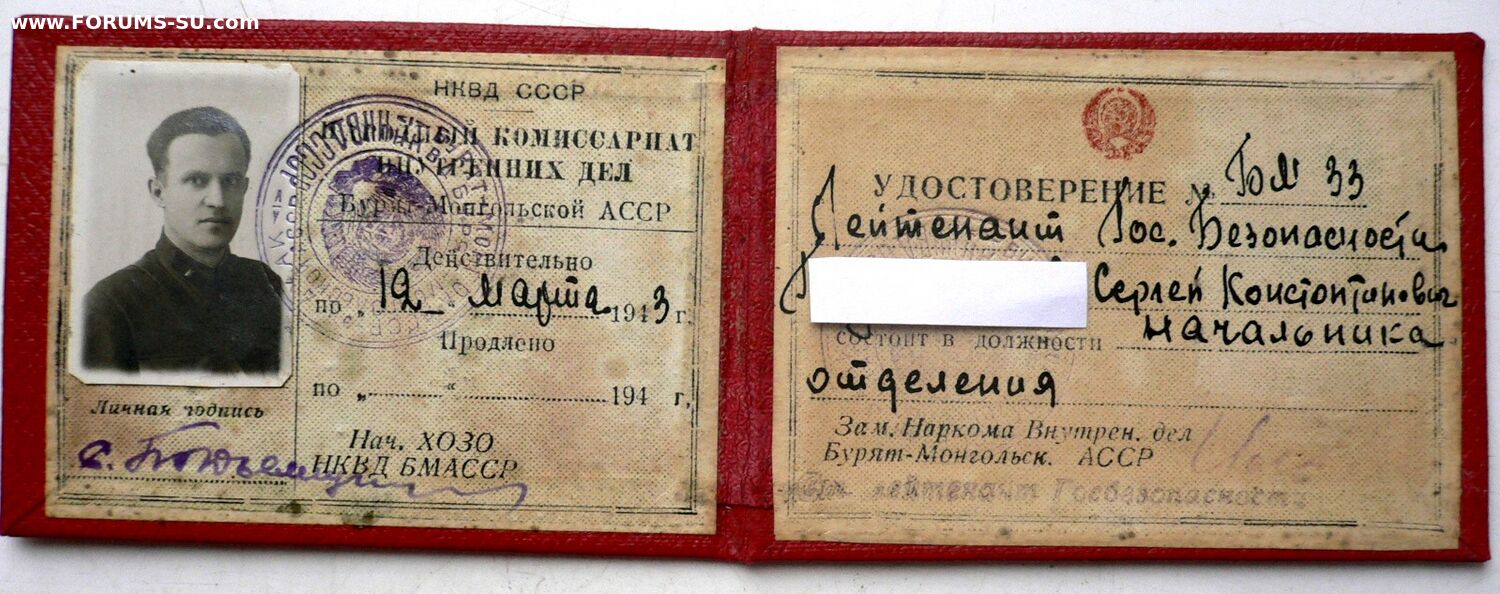 www.FORUMS-SU.com
НКВД СССР
НАРОДНЫЙ КОМИССАРИАТ
ВНУТРЕННИХ ДЕЛ
Бурят-Монгольской АССР
Действительно
по „12" марта 1943 г.
Продлено
по „ " 194 г.
Личная подпись
Нач. ХОЗО
НКВД БМАССР
УДОСТОВЕРЕНИЕ № БМ 33
Лейтенант Гос. Безопасности
Сергей Константинович
состоит в должности начальника
отделения
Зам. Наркома Внутрен. дел
Бурят-Монгольск. АССР
лейтенант Госбезопасности